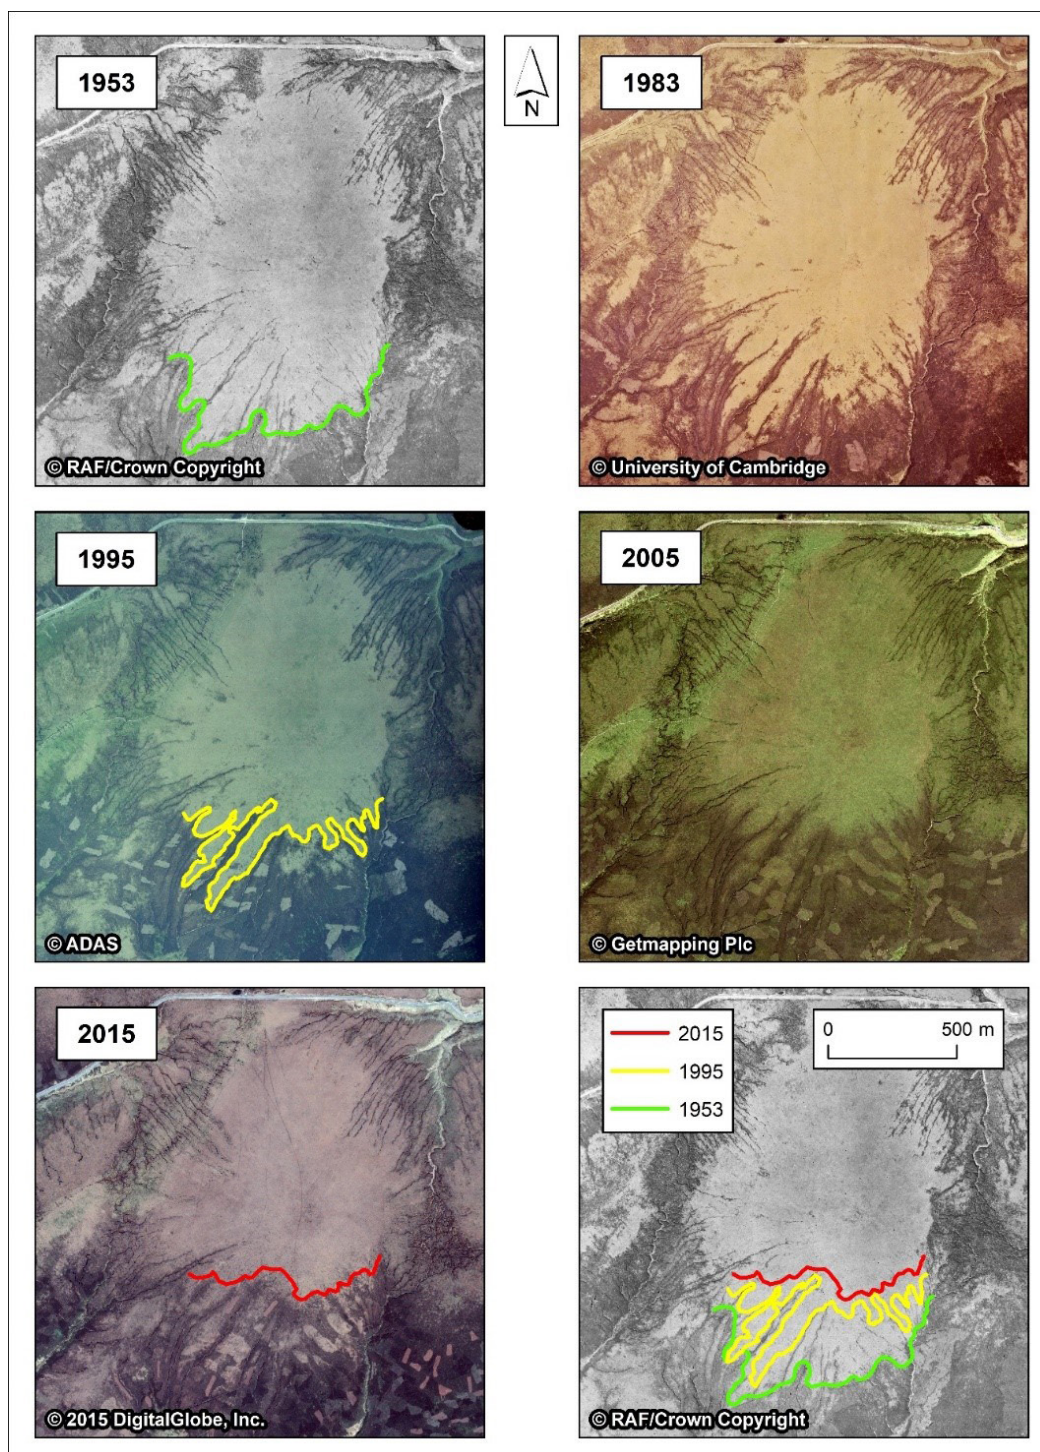 1953
N
© RAF/Crown Copyright
1983
© University of Cambridge
1995
© ADAS
2005
© Getmapping Plc
2015
© 2015 DigitalGlobe, Inc.
2015
1995
1953
0 500 m
© RAF/Crown Copyright